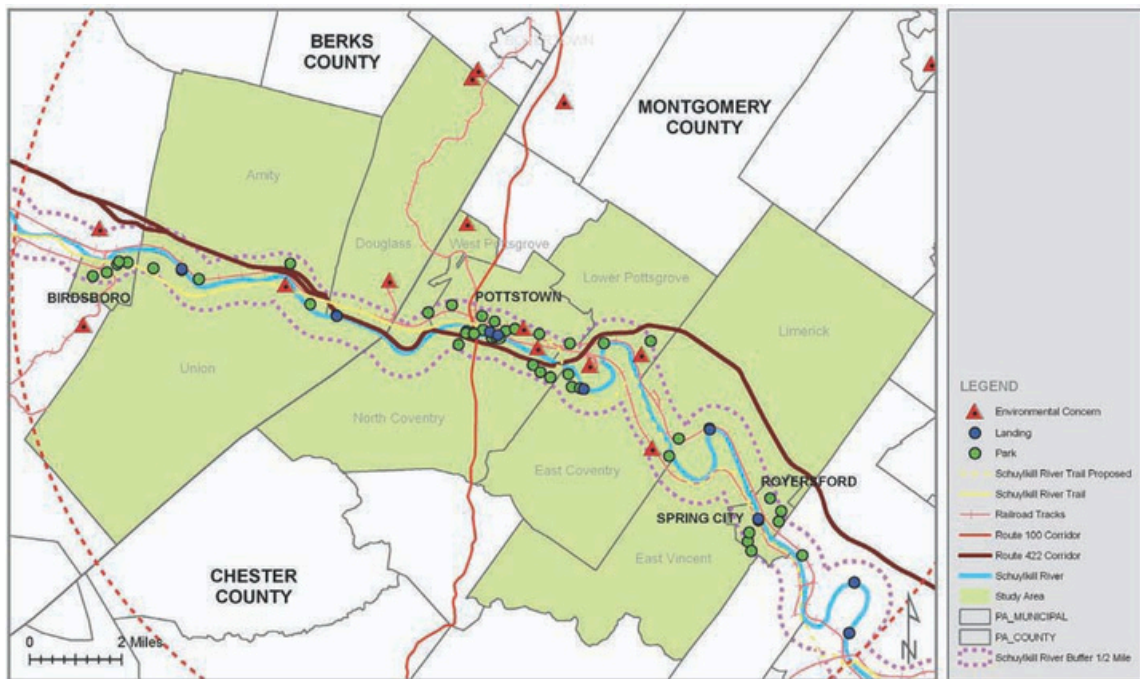 BERKS
COUNTY
MONTGOMERY
COUNTY
Amity
Douglass
West Pottsgrove
Lower Pottsgrove
BIRDSBORO
POTTSTOWN
Limerick
Union
North Coventry
East Coventry
ROYERSFORD
SPRING CITY
East Vincent
CHESTER
COUNTY
0 2 Miles
N
LEGEND
Environmental Concern
Landing
Park
Schuylkill River Trail Proposed
Schuylkill River Trail
Railroad Tracks
Route 100 Corridor
Route 422 Corridor
Schuylkill River
Study Area
PA_MUNICIPAL
PA_COUNTY
Schuylkill River Buffer 1/2 Mile